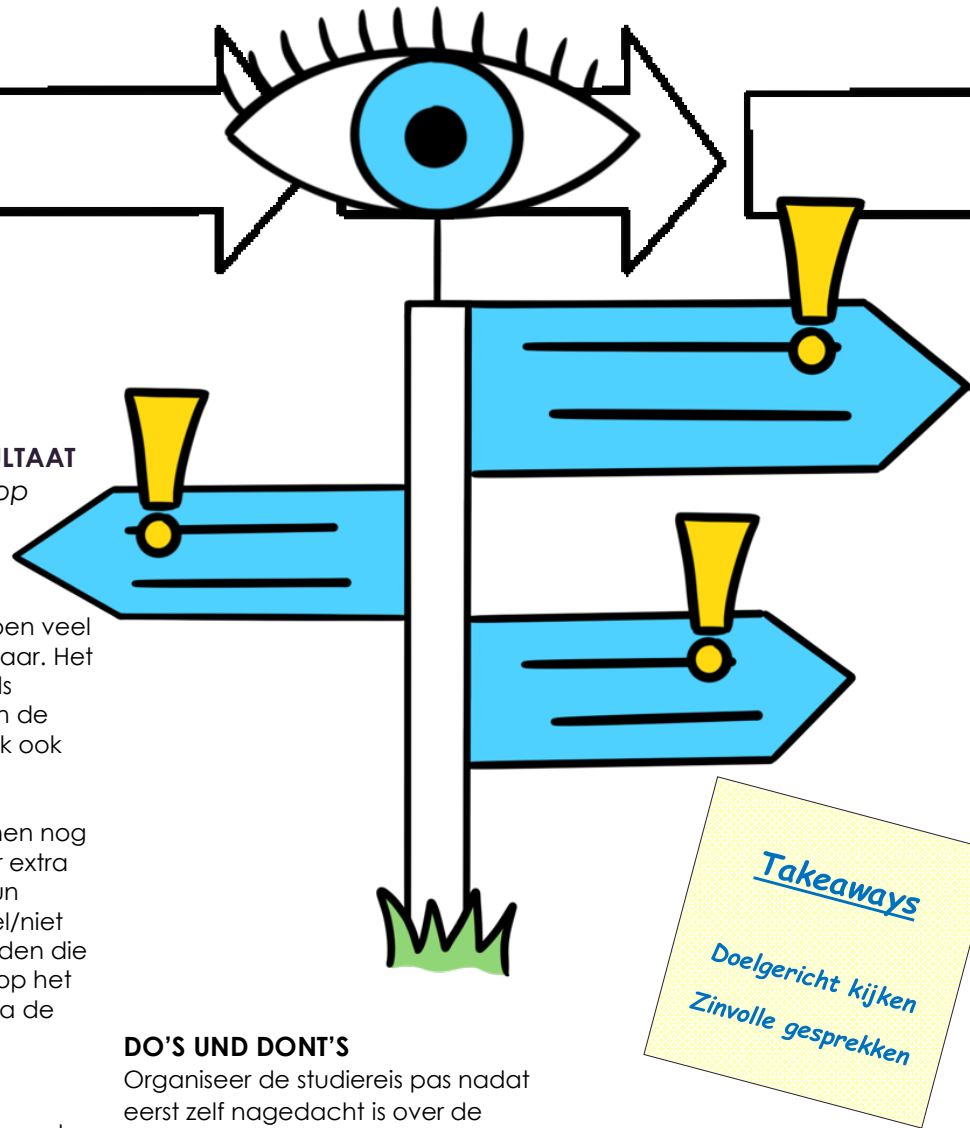 LTAAT
op
en veel
aar. Het
ls
n de
k ook
nen nog
r extra
un
el/niet
den die
op het
a de
DO'S UND DONT'S
Organiseer de studiereis pas nadat
eerst zelf nagedacht is over de
Takeaways
Doelgericht kijken
Zinvolle gesprekken